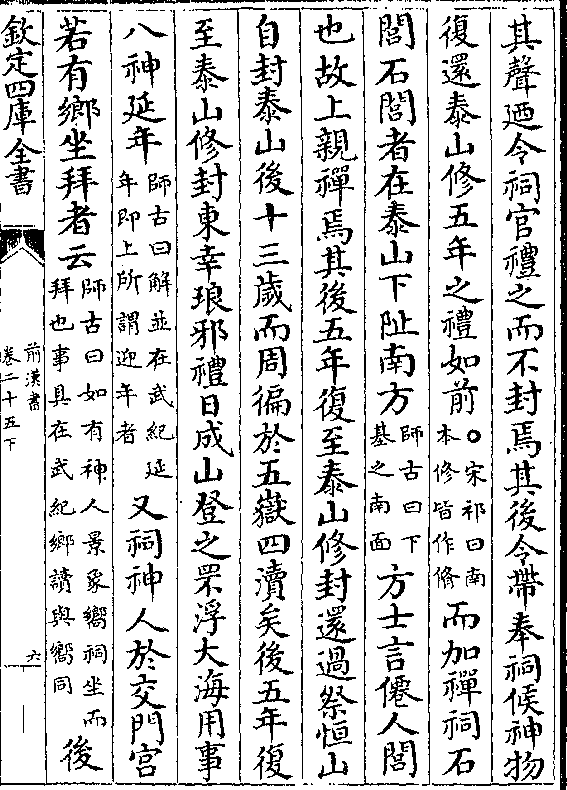 其聲廼令祠官禮之而不封焉其後令帶奉祠候神物
復還泰山修五年之禮如前○宋祁曰南本修皆作脩而加禪祠石
閭石閭者在泰山下阯南方師古曰下基之南面方士言僊人閭
也故上親禪焉其後五年復至泰山修封還過祭恒山
自封泰山後十三歲而周徧於五嶽四瀆矣後五年復
至泰山修封東幸琅邪禮日成山登之罘浮大海用事
八神延年師古曰解並在武紀延年即上所謂迎年者又祠神人於交門宮
若有鄉坐拜者云師古曰如有神人景象嚮祠坐而拜也事具在武紀鄉讀與嚮同後
欽定四庫全書
前漢書
卷二十五下
六